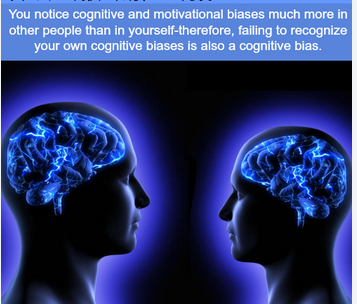 You notice cognitive and motivational biases much more in
other people than in yourself-therefore, failing to recognize
your own cognitive biases is also a cognitive bias.